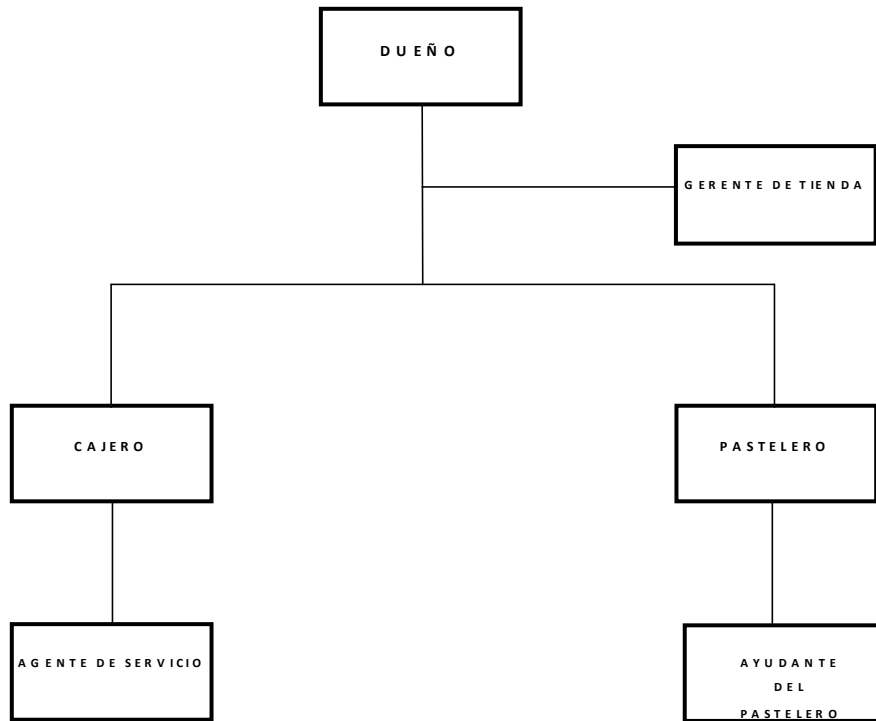 DUEÑO
GERENTE DE TIENDA
CAJERO
PASTELERO
AGENTE DE SERVICIO
AYUDANTE
DEL
PASTELERO